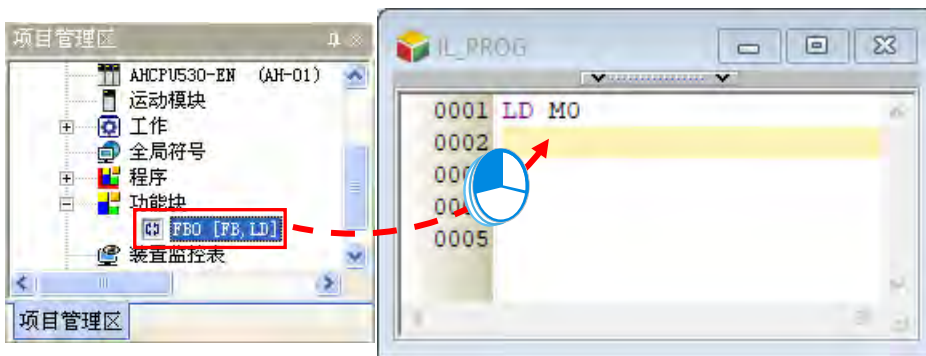 项目管理区
AHCPU530-EN (AH-01)
运动模块
工作
全局符号
程序
功能块
FB0 [FB,LD]
装置监控表
项目管理区
IL_PROG
0001 LD M0
0002
000
00
0005